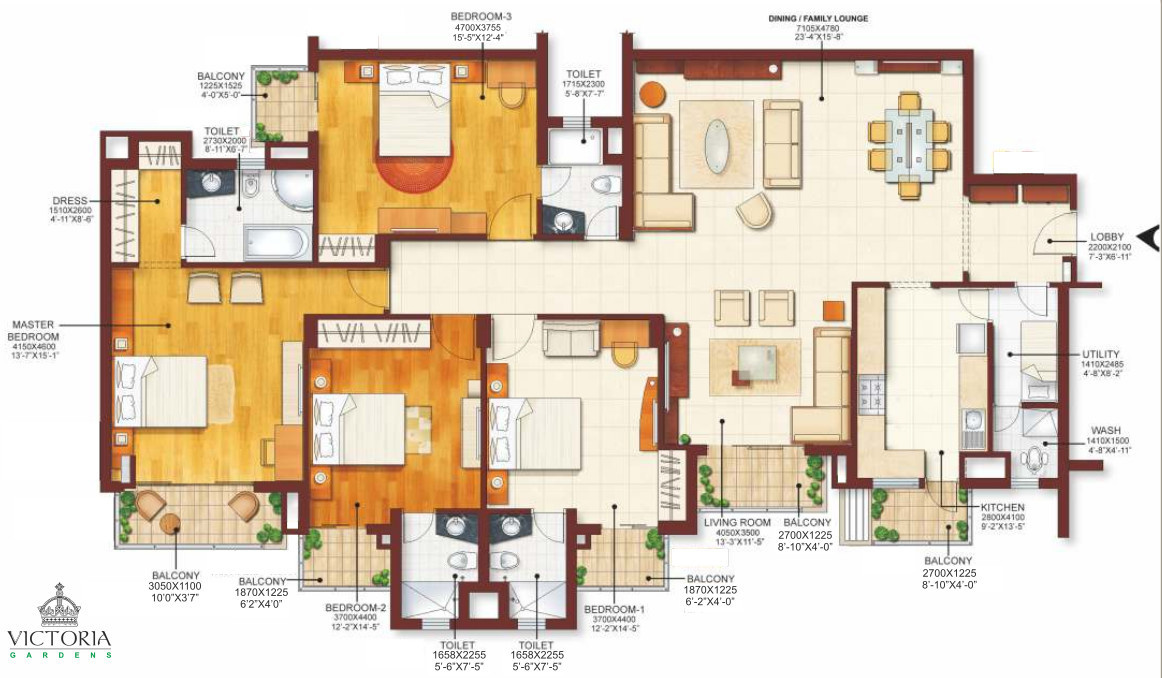 BEDROOM-3
4700X3755
15'-5"X12'-4"
DINING / FAMILY LOUNGE
7105X4780
23'-4"X15'-8"
BALCONY
1225X1525
4'-0"X5'-0"
TOILET
1715X2300
5'-8"X7'-7"
TOILET
2730X2000
8'-11"X6'-7"
DRESS
1510X2600
4'-11"X8'-6"
LOBBY
2200X2100
7'-3"X6'-11"
MASTER
BEDROOM
4150X4600
13'-7"X15'-1"
UTILITY
1410X2485
4'-8"X8'-2"
WASH
1410X1500
4'-8"X4'-11"
KITCHEN
2800X4100
9'-2"X13'-5"
LIVING ROOM
4050X3500
13'-3"X11'-5"
BALCONY
2700X1225
8'-10"X4'-0"
BALCONY
2700X1225
8'-10"X4'-0"
BALCONY
3050X1100
10'0"X3'7"
BALCONY
1870X1225
6'2"X4'0"
BEDROOM-2
3700X4400
12'-2"X14'-5"
BEDROOM-1
3700X4400
12'-2"X14'-5"
BALCONY
1870X1225
6'-2"X4'-0"
TOILET
1658X2255
5'-6"X7'-5"
TOILET
1658X2255
5'-6"X7'-5"
VICTORIA
GARDENS